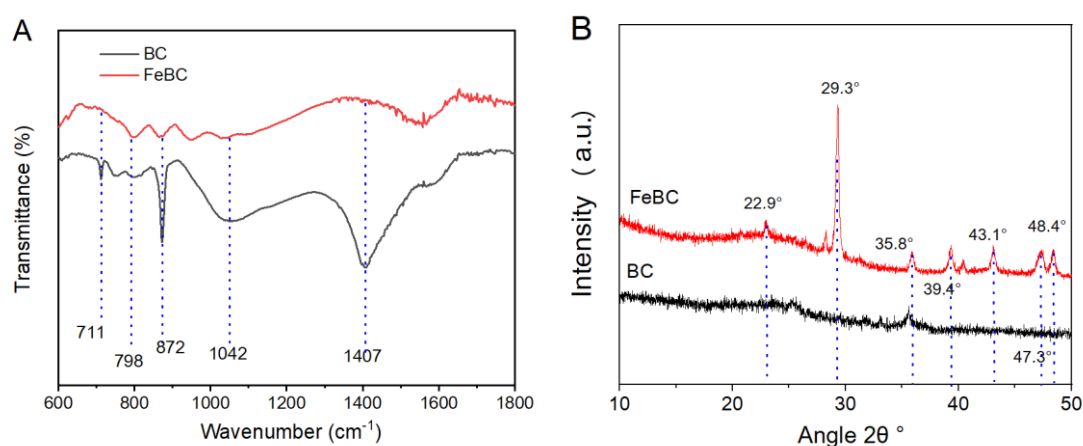 A
BC
FeBC
Transmittance (%)
711
798
872
1042
1407
600 800 1000 1200 1400 1600 1800
Wavenumber (cm⁻¹)
B
29.3°
FeBC
22.9°
35.8°
43.1°
48.4°
BC
39.4°
47.3°
Intensity ( a.u.)
10 20 30 40 50
Angle 2θ °